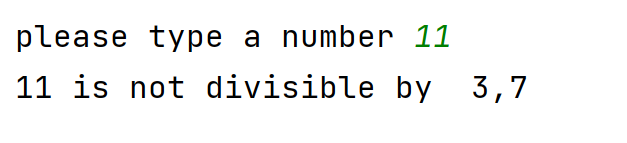 please type a number 11
11 is not divisible by  3,7